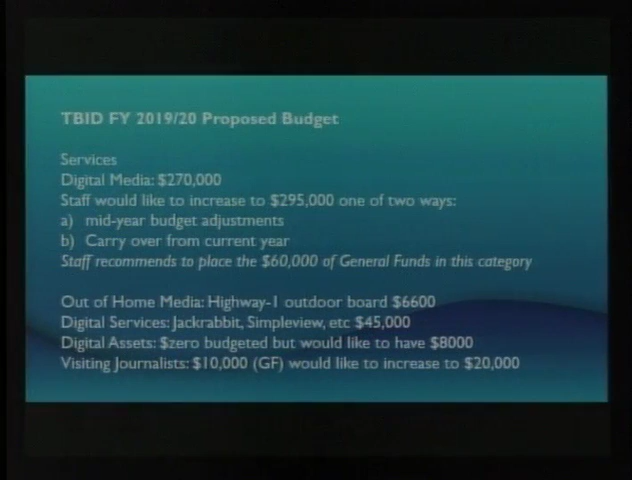 TBID FY 2019/20 Proposed Budget
Services
Digital Media: $270,000
Staff would like to increase to $295,000 one of two ways:
a) mid-year budget adjustments
b) Carry over from current year
Staff recommends to place the $60,000 of General Funds in this category
Out of Home Media: Highway-1 outdoor board $6600
Digital Services: Jackrabbit, Simpleview, etc $45,000
Digital Assets: $zero budgeted but would like to have $8000
Visiting Journalists: $10,000 (GF) would like to increase to $20,000